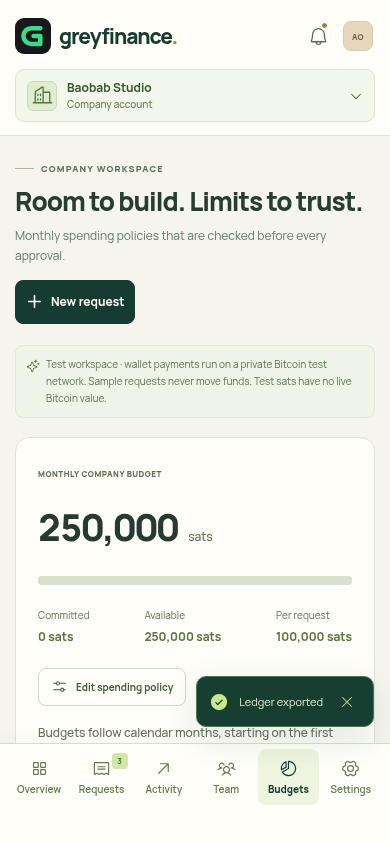 greyfinance.
AO
Baobab Studio
Company account
COMPANY WORKSPACE
Room to build. Limits to trust.
Monthly spending policies that are checked before every
approval.
New request
Test workspace · wallet payments run on a private Bitcoin test
network. Sample requests never move funds. Test sats have no live
Bitcoin value.
MONTHLY COMPANY BUDGET
250,000 sats
Committed Available Per request
0 sats 250,000 sats 100,000 sats
Edit spending policy
Ledger exported
Budgets follow calendar months, starting on the first
3
Overview Requests Activity Team Budgets Settings